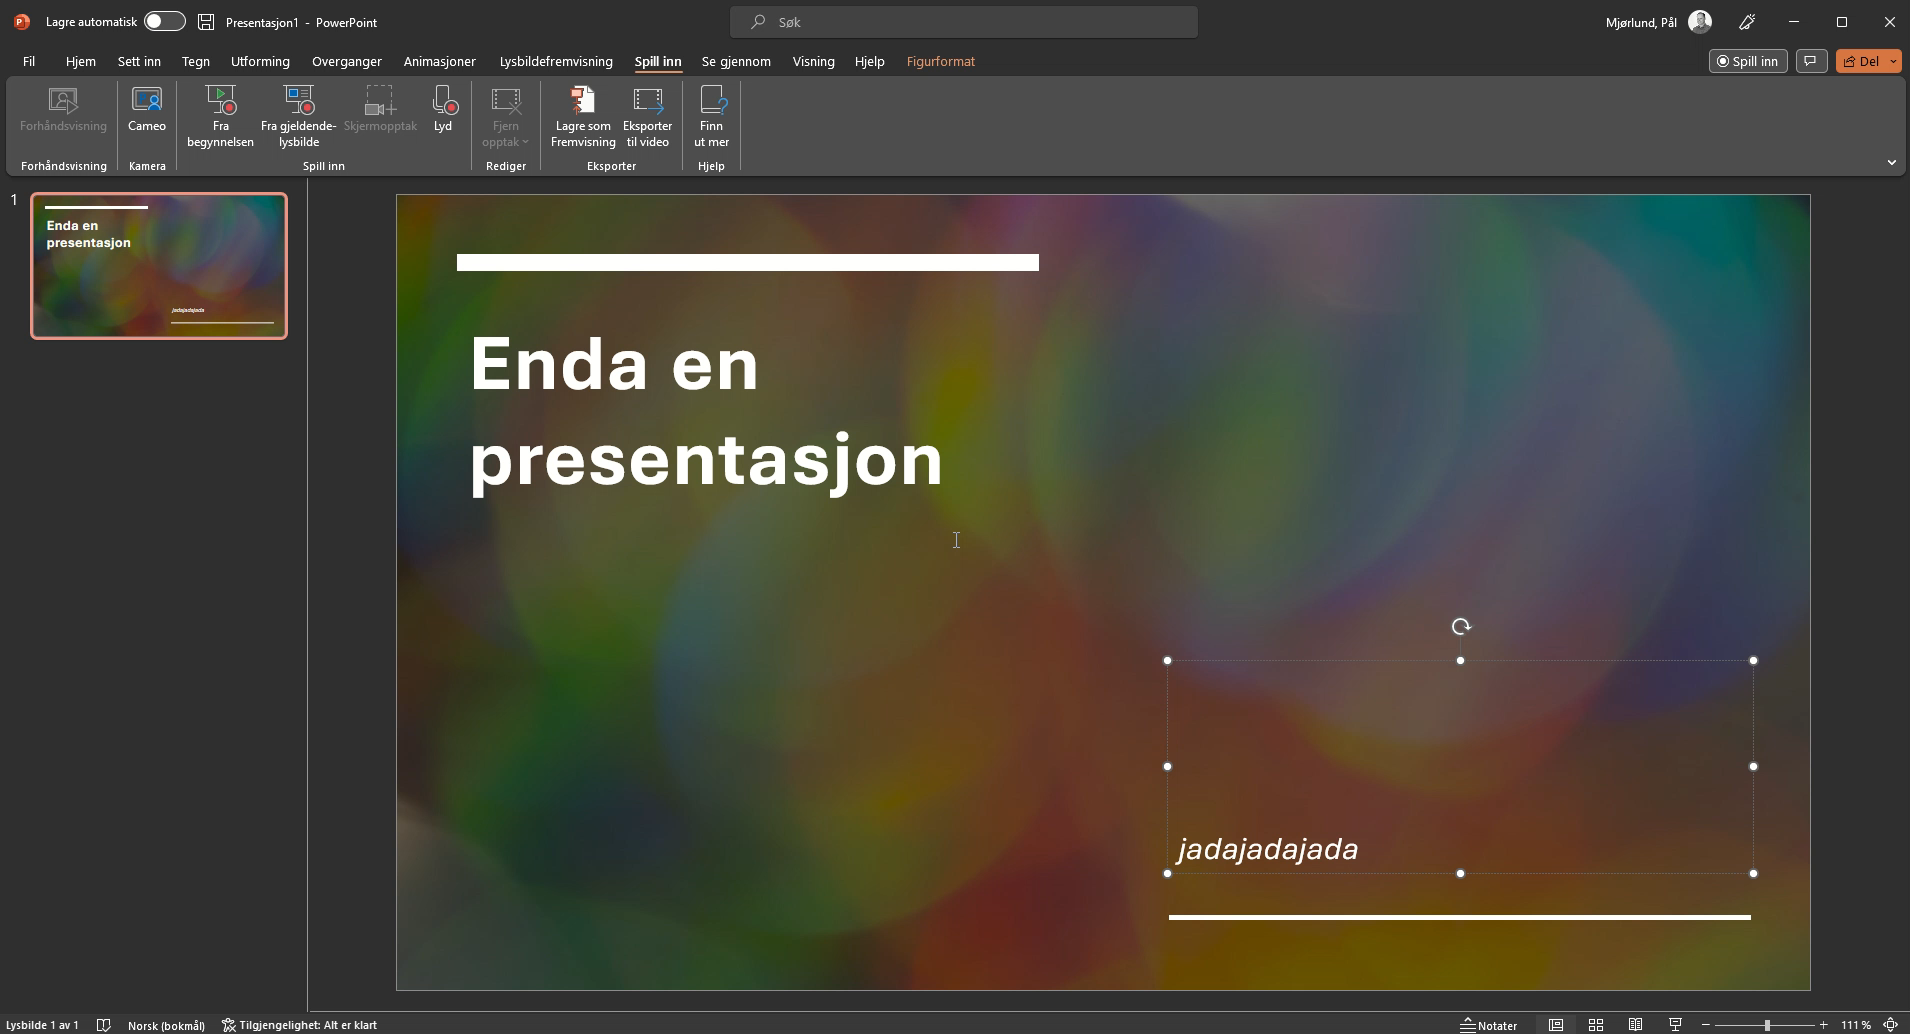 Lagre automatisk
Presentasjon1 - PowerPoint
Søk
Mjørlund, Pål
Fil Hjem Sett inn Tegn Utforming Overganger Animasjoner Lysbildefremvisning Spill inn Se gjennom Visning Hjelp Figurformat
Spill inn
Del
Forhåndsvisning
Forhåndsvisning
Cameo
Kamera
Fra
begynnelsen
Fra gjeldende-
lysbilde
Skjermopptak
Lyd
Spill inn
Fjern
opptak
Rediger
Lagre som
Fremvisning
Eksporter
til video
Eksporter
Finn
ut mer
Hjelp
1
Enda en
presentasjon
jadajadajada
Enda en
presentasjon
jadajadajada
Lysbilde 1 av 1
Norsk (bokmål)
Tilgjengelighet: Alt er klart
Notater
111 %